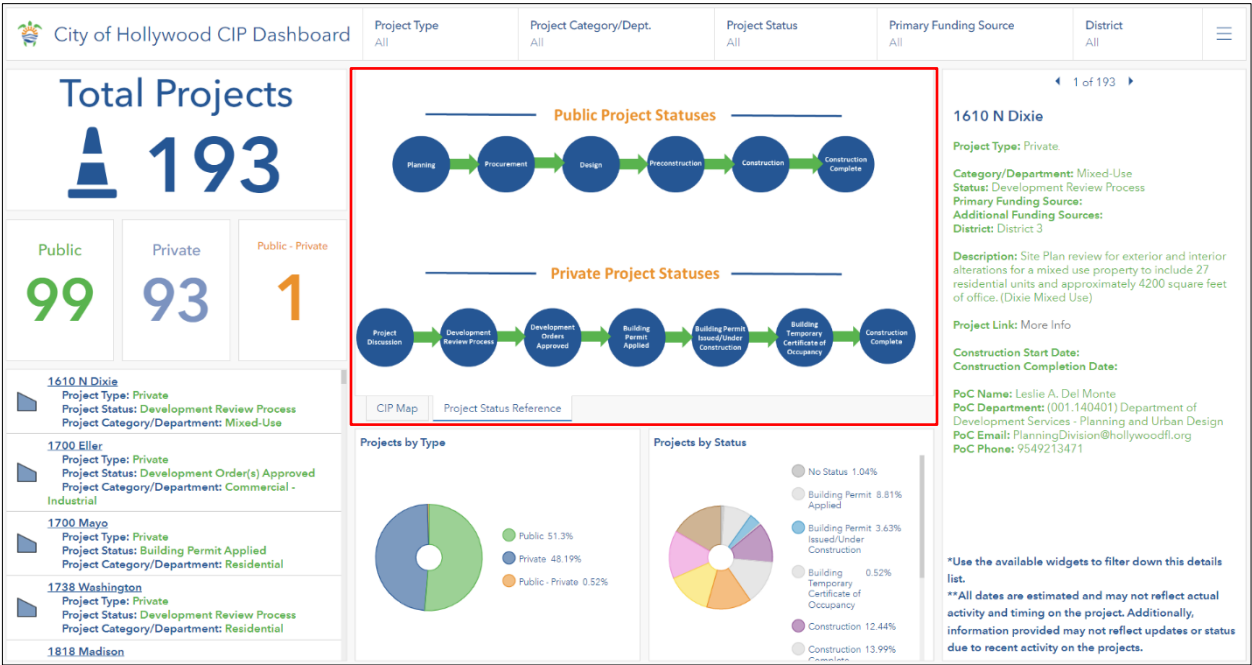 City of Hollywood CIP Dashboard
Project Type
All
Project Category/Dept.
All
Project Status
All
Primary Funding Source
All
District
All
Total Projects
193
Public
99
Private
93
Public - Private
1
1610 N Dixie
Project Type: Private
Project Status: Development Review Process
Project Category/Department: Mixed-Use
1700 Eller
Project Type: Private
Project Status: Development Order(s) Approved
Project Category/Department: Commercial -
Industrial
1700 Mayo
Project Type: Private
Project Status: Building Permit Applied
Project Category/Department: Residential
1738 Washington
Project Type: Private
Project Status: Development Review Process
Project Category/Department: Residential
1818 Madison
Public Project Statuses
Planning
Procurement
Design
Preconstruction
Construction
Construction
Complete
Private Project Statuses
Project
Discussion
Development
Review Process
Development
Orders
Approved
Building
Permit
Applied
Building Permit
Issued/Under
Construction
Building
Temporary
Certificate of
Occupancy
Construction
Complete
CIP Map
Project Status Reference
Projects by Type
Public 51.3%
Private 48.19%
Public - Private 0.52%
Projects by Status
No Status 1.04%
Building Permit 8.81%
Applied
Building Permit 3.63%
Issued/Under
Construction
Building 0.52%
Temporary
Certificate of
Occupancy
Construction 12.44%
Construction 13.99%
Complete
1 of 193
1610 N Dixie
Project Type: Private
Category/Department: Mixed-Use
Status: Development Review Process
Primary Funding Source:
Additional Funding Sources:
District: District 3
Description: Site Plan review for exterior and interior
alterations for a mixed use property to include 27
residential units and approximately 4200 square feet
of office. (Dixie Mixed Use)
Project Link: More Info
Construction Start Date:
Construction Completion Date:
PoC Name: Leslie A. Del Monte
PoC Department: (001.140401) Department of
Development Services - Planning and Urban Design
PoC Email: PlanningDivision@hollywoodfl.org
PoC Phone: 9549213471
*Use the available widgets to filter down this details
list.
**All dates are estimated and may not reflect actual
activity and timing on the project. Additionally,
information provided may not reflect updates or status
due to recent activity on the projects.